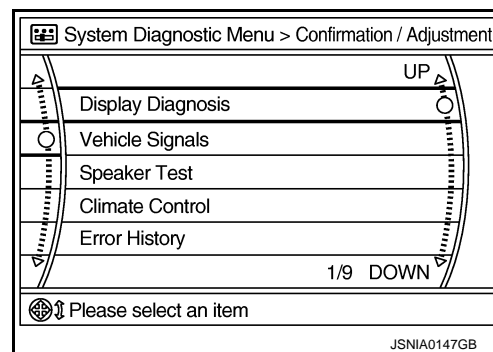 System Diagnostic Menu > Confirmation / Adjustment
UP
Display Diagnosis
Vehicle Signals
Speaker Test
Climate Control
Error History
1/9 DOWN
Please select an item
JSNIA0147GB